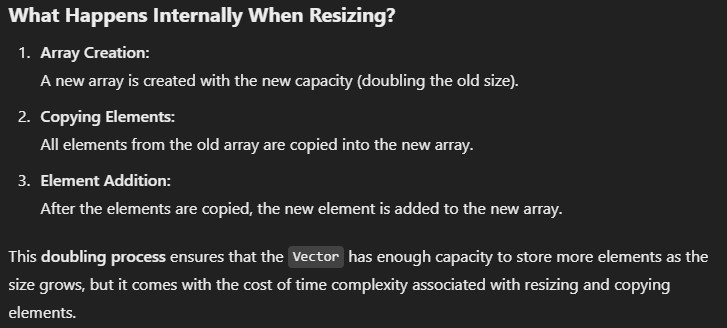 What Happens Internally When Resizing?
1. Array Creation:
A new array is created with the new capacity (doubling the old size).
2. Copying Elements:
All elements from the old array are copied into the new array.
3. Element Addition:
After the elements are copied, the new element is added to the new array.
This doubling process ensures that the Vector has enough capacity to store more elements as the
size grows, but it comes with the cost of time complexity associated with resizing and copying
elements.